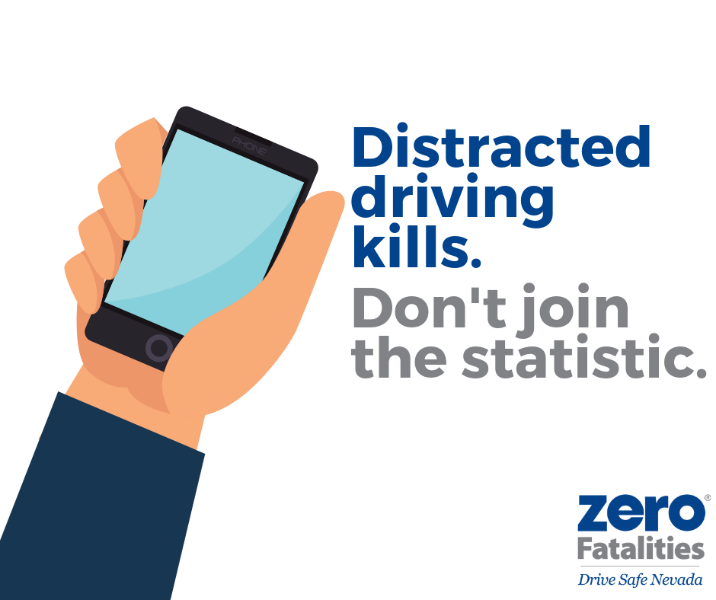 PHONE
Distracted
driving
kills.
Don't join
the statistic.
zero®
Fatalities
Drive Safe Nevada